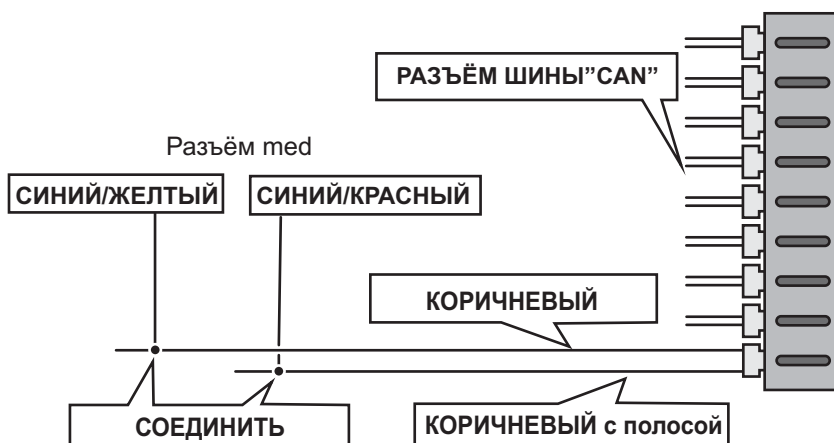 РАЗЪЁМ ШИНЫ”CAN”
Разъём med
СИНИЙ/ЖЕЛТЫЙ
СИНИЙ/КРАСНЫЙ
КОРИЧНЕВЫЙ
СОЕДИНИТЬ
КОРИЧНЕВЫЙ с полосой